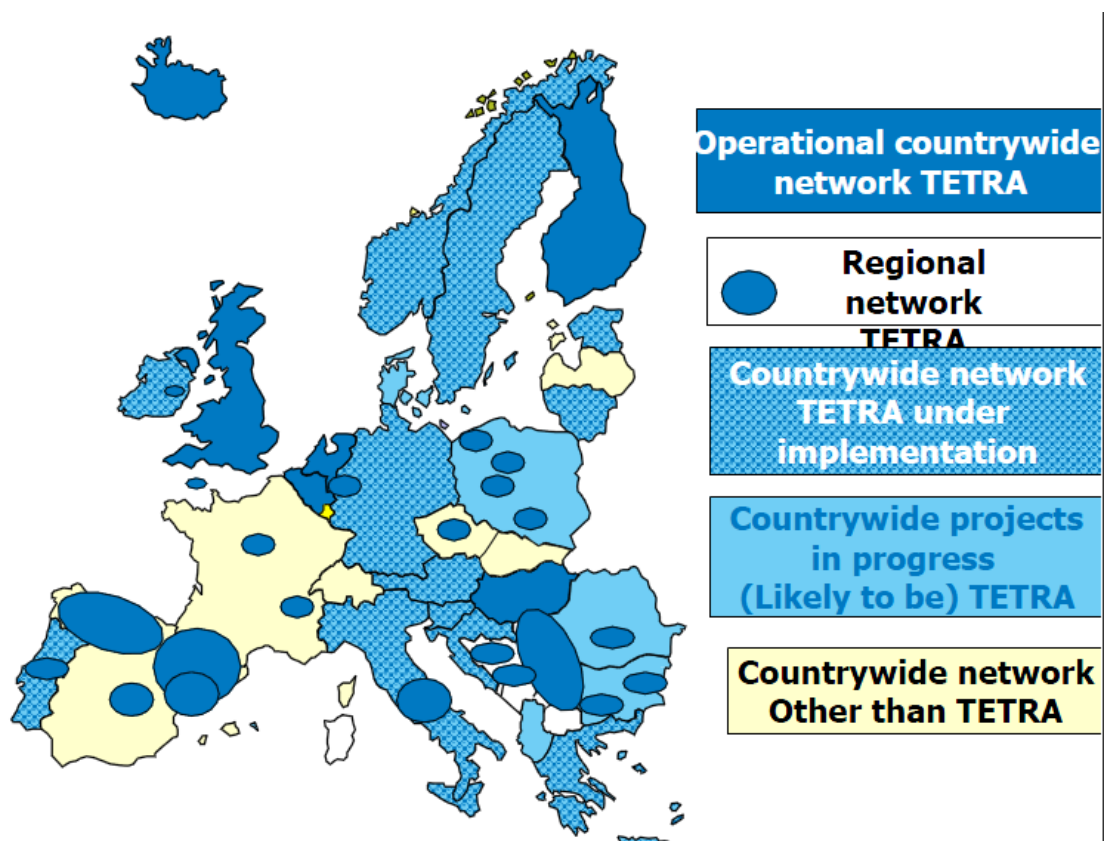 Operational countrywide
network TETRA
Regional
network
TETRA
Countrywide network
TETRA under
implementation
Countrywide projects
in progress
(Likely to be) TETRA
Countrywide network
Other than TETRA